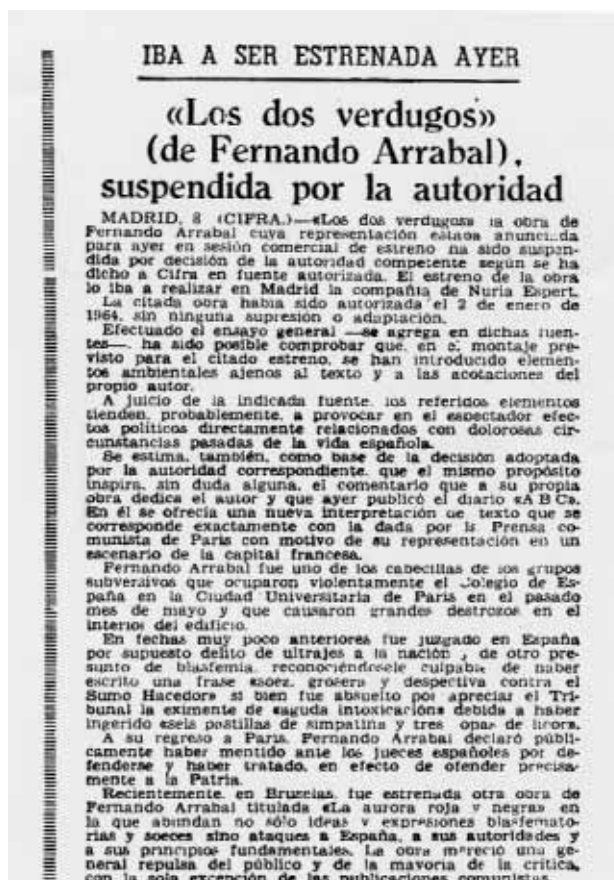 IBA A SER ESTRENADA AYER
«Los dos verdugos»
(de Fernando Arrabal),
suspendida por la autoridad
MADRID, 8 (CIFRA.)—«Los dos verdugos» la obra de
Fernando Arrabal cuya representación estaba anunciada
para ayer en sesión comercial de estreno ha sido suspen-
dida por decisión de la autoridad competente según se ha
dicho a Cifra en fuente autorizada. El estreno de la obra
lo iba a realizar en Madrid la compañía de Nuria Espert.
La citada obra había sido autorizada el 2 de enero de
1964, sin ninguna supresión o adaptación.
Efectuado el ensayo general —se agrega en dichas fuen-
tes—, ha sido posible comprobar que, en el montaje pre-
visto para el citado estreno, se han introducido elemen-
tos ambientales ajenos al texto y a las acotaciones del
propio autor.
A juicio de la indicada fuente, los referidos elementos
tienden, probablemente, a provocar en el espectador efec-
tos políticos directamente relacionados con dolorosas cir-
cunstancias pasadas de la vida española.
Se estima, también, como base de la decisión adoptada
por la autoridad correspondiente, que el mismo propósito
inspira, sin duda alguna, el comentario que a su propia
obra dedica el autor y que ayer publicó el diario «A B C».
En él se ofrecía una nueva interpretación de texto que se
corresponde exactamente con la dada por la Prensa co-
munista de París con motivo de su representación en un
escenario de la capital francesa.
Fernando Arrabal fue uno de los cabecillas de los grupos
subversivos que ocuparon violentamente el Colegio de Es-
paña en la Ciudad Universitaria de París en el pasado
mes de mayo y que causaron grandes destrozos en el
interior del edificio.
En fechas muy poco anteriores fue juzgado en España
por supuesto delito de ultrajes a la nación y de otro pre-
sunto de blasfemia, reconociéndosele culpable de haber
escrito una frase «soez, grosera y despectiva contra el
Sumo Hacedor» si bien fue absuelto por apreciar el Tri-
bunal la eximente de «aguda intoxicación» debida a haber
ingerido «seis pastillas de simpatina y tres copas de licor».
A su regreso a París, Fernando Arrabal declaró públi-
camente haber mentido ante los jueces españoles por de-
fenderse y haber tratado, en efecto de ofender precisa-
mente a la Patria.
Recientemente, en Bruselas, fue estrenada otra obra de
Fernando Arrabal titulada «La aurora roja y negra» en
la que abundan no sólo ideas y expresiones blasfemato-
rias y soeces sino ataques a España, a sus autoridades y
a sus principios fundamentales. La obra mereció una ge-
neral repulsa del público y de la mayoría de la crítica,
con la sola excepción de las publicaciones comunistas.